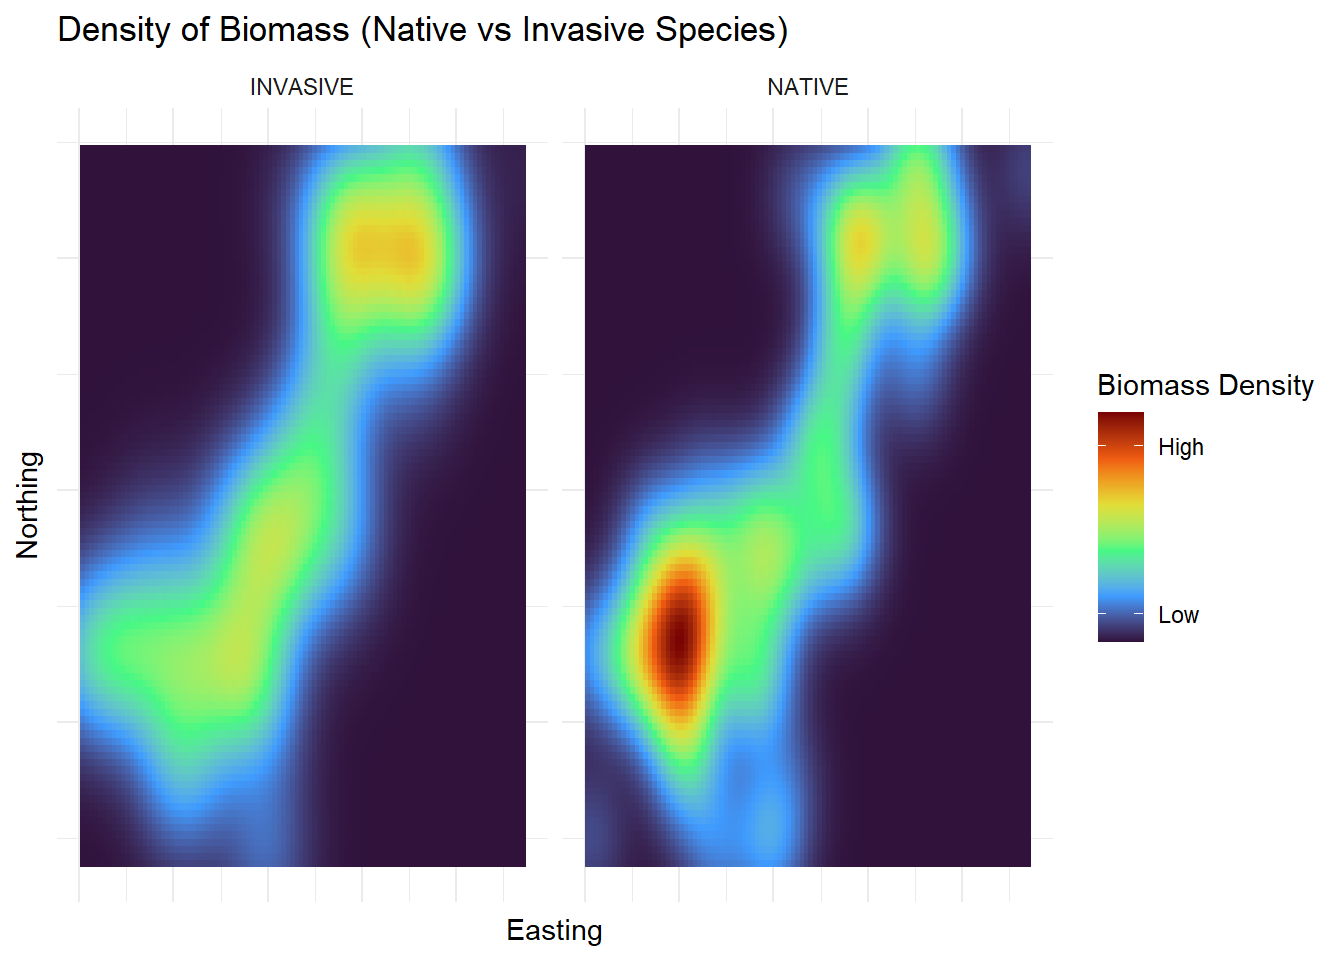 Density of Biomass (Native vs Invasive Species)
INVASIVE
NATIVE
Northing
Easting
Biomass Density
High
Low